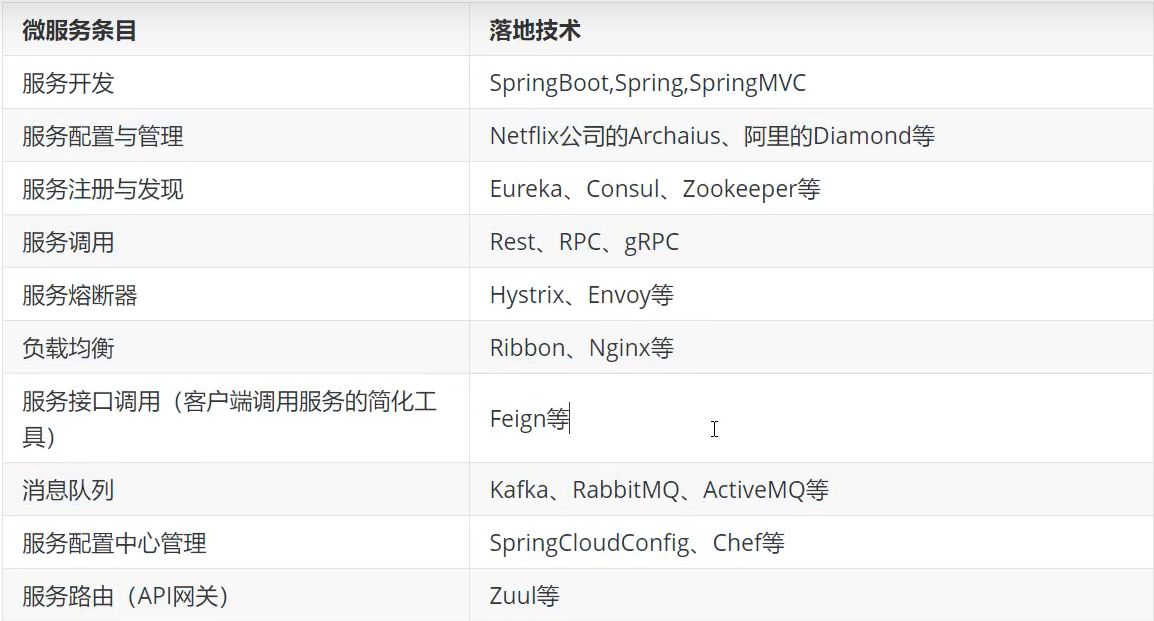 微服务条目 落地技术
服务开发 SpringBoot,Spring,SpringMVC
服务配置与管理 Netflix公司的Archaius、阿里的Diamond等
服务注册与发现 Eureka、Consul、Zookeeper等
服务调用 Rest、RPC、gRPC
服务熔断器 Hystrix、Envoy等
负载均衡 Ribbon、Nginx等
服务接口调用（客户端调用服务的简化工
具） Feign等
消息队列 Kafka、RabbitMQ、ActiveMQ等
服务配置中心管理 SpringCloudConfig、Chef等
服务路由（API网关） Zuul等